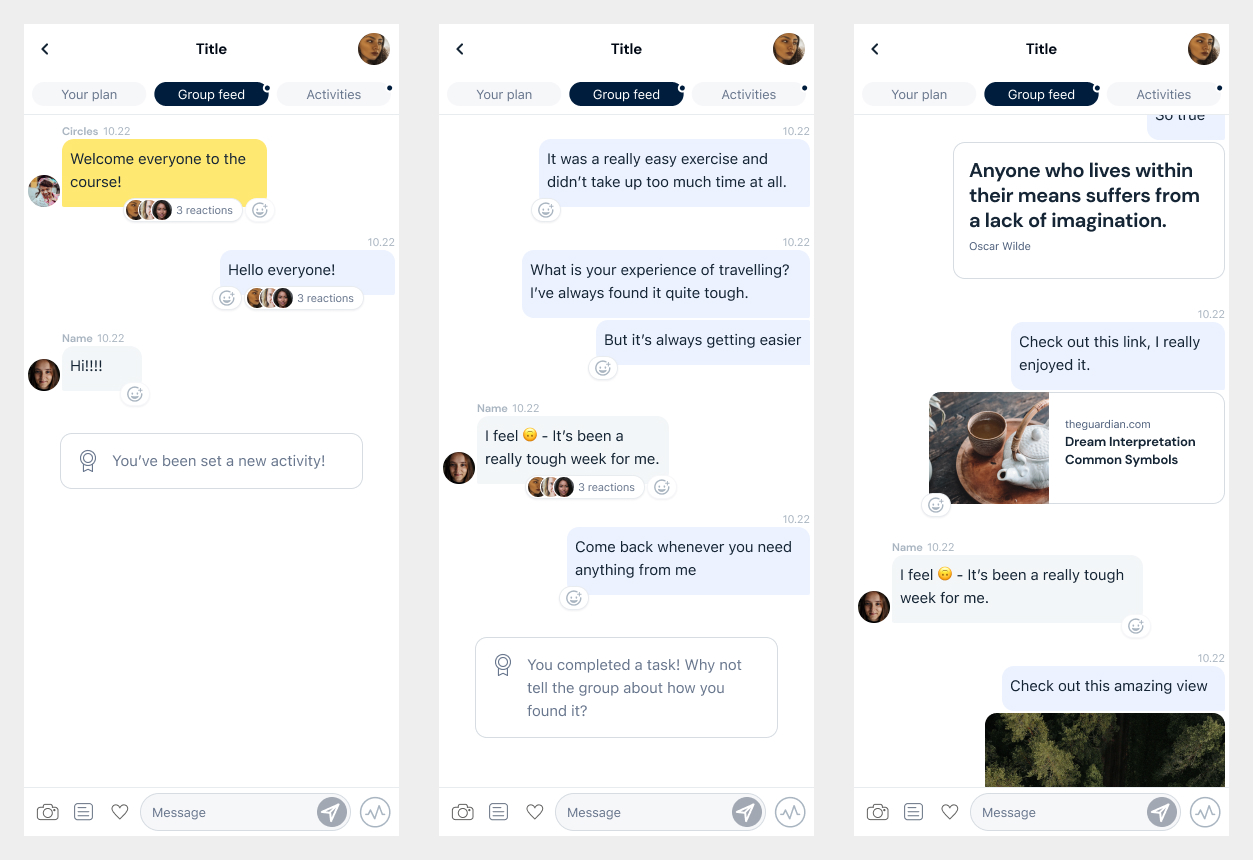 Title
Your plan
Group feed
Activities
Circles 10.22
Welcome everyone to the
course!
3 reactions
10.22
Hello everyone!
3 reactions
Name 10.22
Hi!!!!
You’ve been set a new activity!
Message
Title
Your plan
Group feed
Activities
10.22
It was a really easy exercise and
didn’t take up too much time at all.
10.22
What is your experience of travelling?
I’ve always found it quite tough.
But it’s always getting easier
Name 10.22
I feel 🙃 - It’s been a
really tough week for me.
3 reactions
10.22
Come back whenever you need
anything from me
You completed a task! Why not
tell the group about how you
found it?
Message
Title
Your plan
Group feed
Activities
So true
Anyone who lives within
their means suffers from
a lack of imagination.
Oscar Wilde
10.22
Check out this link, I really
enjoyed it.
theguardian.com
Dream Interpretation
Common Symbols
Name 10.22
I feel 🙃 - It’s been a really tough
week for me.
10.22
Check out this amazing view
Message